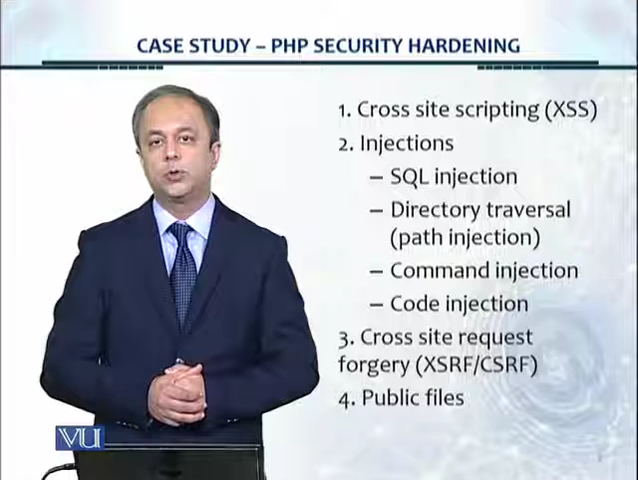 CASE STUDY – PHP SECURITY HARDENING
1. Cross site scripting (XSS)
2. Injections
– SQL injection
– Directory traversal
(path injection)
– Command injection
– Code injection
3. Cross site request
forgery (XSRF/CSRF)
4. Public files
VU